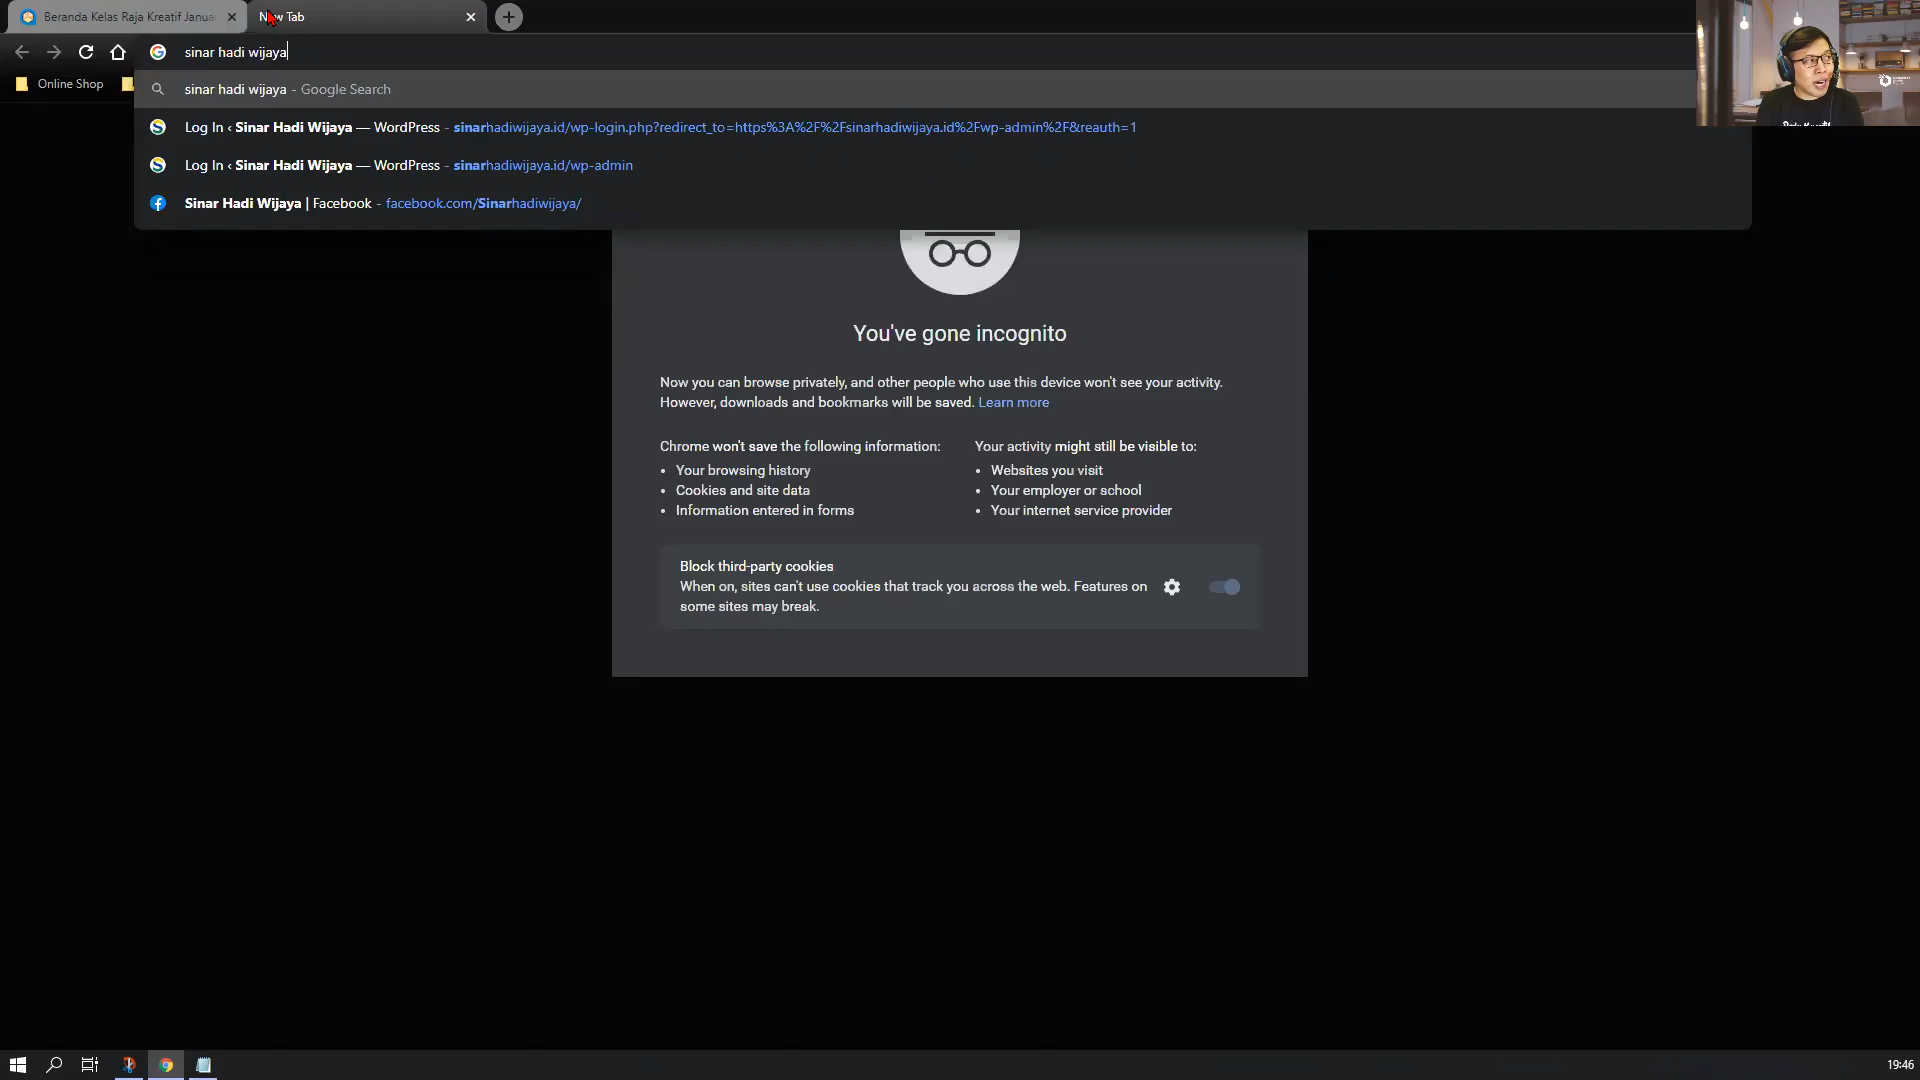 Beranda Kelas Raja Kreatif Janua
New Tab
sinar hadi wijaya
Online Shop
sinar hadi wijaya - Google Search
Log In ‹ Sinar Hadi Wijaya — WordPress - sinarhadiwijaya.id/wp-login.php?redirect_to=https%3A%2F%2Fsinarhadiwijaya.id%2Fwp-admin%2F&reauth=1
Log In ‹ Sinar Hadi Wijaya — WordPress - sinarhadiwijaya.id/wp-admin
Sinar Hadi Wijaya | Facebook - facebook.com/Sinarhadiwijaya/
You've gone incognito
Now you can browse privately, and other people who use this device won't see your activity.
However, downloads and bookmarks will be saved. Learn more
Chrome won't save the following information:
Your browsing history
Cookies and site data
Information entered in forms
Your activity might still be visible to:
Websites you visit
Your employer or school
Your internet service provider
Block third-party cookies
When on, sites can't use cookies that track you across the web. Features on
some sites may break.
19:46